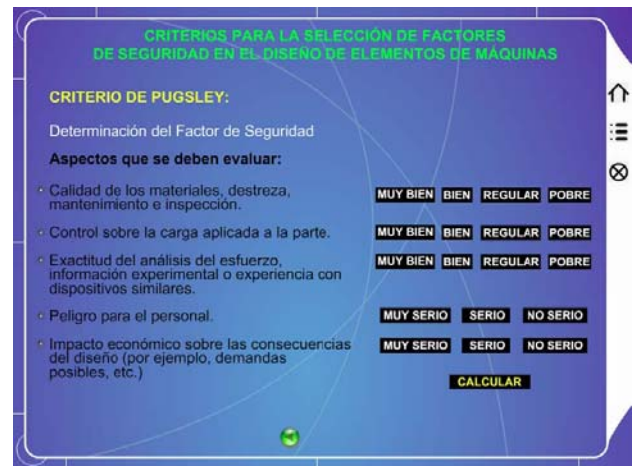 CRITERIOS PARA LA SELECCIÓN DE FACTORES
DE SEGURIDAD EN EL DISEÑO DE ELEMENTOS DE MÁQUINAS
CRITERIO DE PUGSLEY:
Determinación del Factor de Seguridad
Aspectos que se deben evaluar:
Calidad de los materiales, destreza,
mantenimiento e inspección.
MUY BIEN BIEN REGULAR POBRE
Control sobre la carga aplicada a la parte.
MUY BIEN BIEN REGULAR POBRE
Exactitud del análisis del esfuerzo,
información experimental o experiencia con
dispositivos similares.
MUY BIEN BIEN REGULAR POBRE
Peligro para el personal.
MUY SERIO SERIO NO SERIO
Impacto económico sobre las consecuencias
del diseño (por ejemplo, demandas
posibles, etc.)
MUY SERIO SERIO NO SERIO
CALCULAR